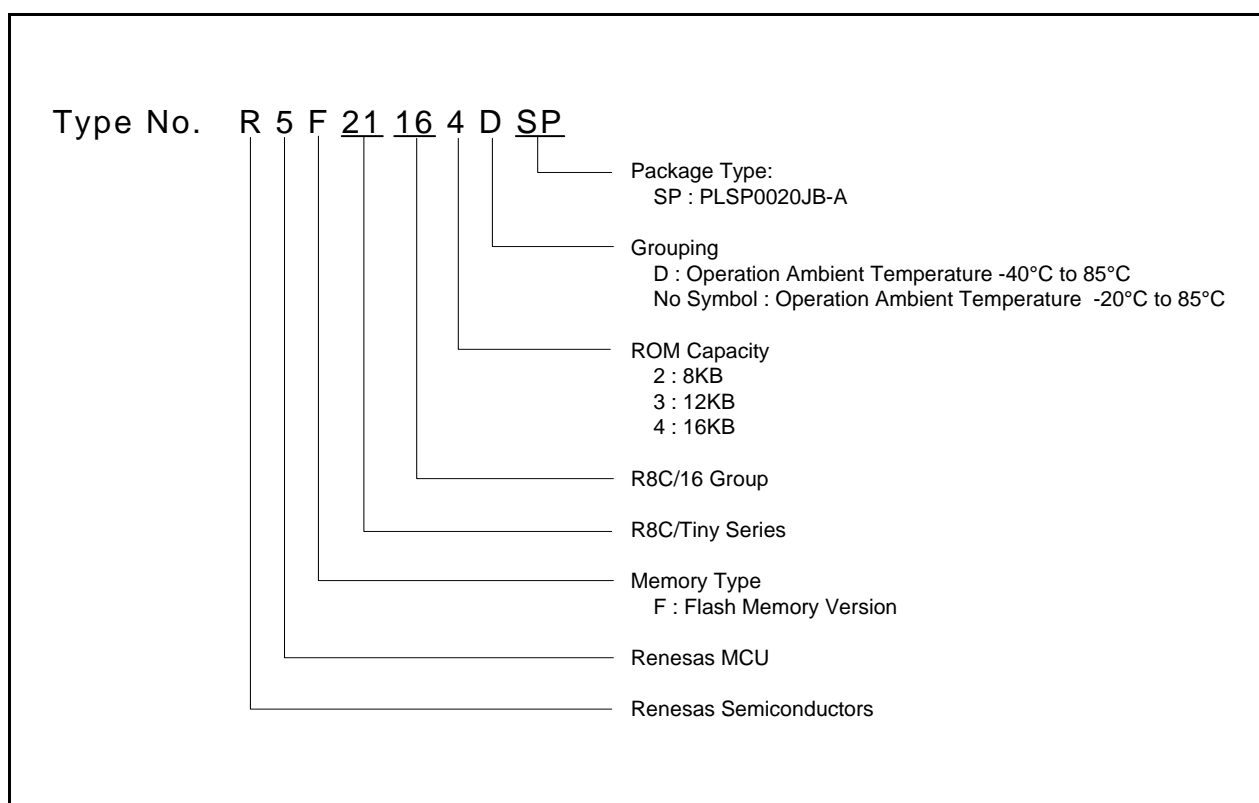 Type No. R 5 F 21 16 4 D SP
Package Type:
SP : PLSP0020JB-A
Grouping
D : Operation Ambient Temperature -40°C to 85°C
No Symbol : Operation Ambient Temperature -20°C to 85°C
ROM Capacity
2 : 8KB
3 : 12KB
4 : 16KB
R8C/16 Group
R8C/Tiny Series
Memory Type
F : Flash Memory Version
Renesas MCU
Renesas Semiconductors